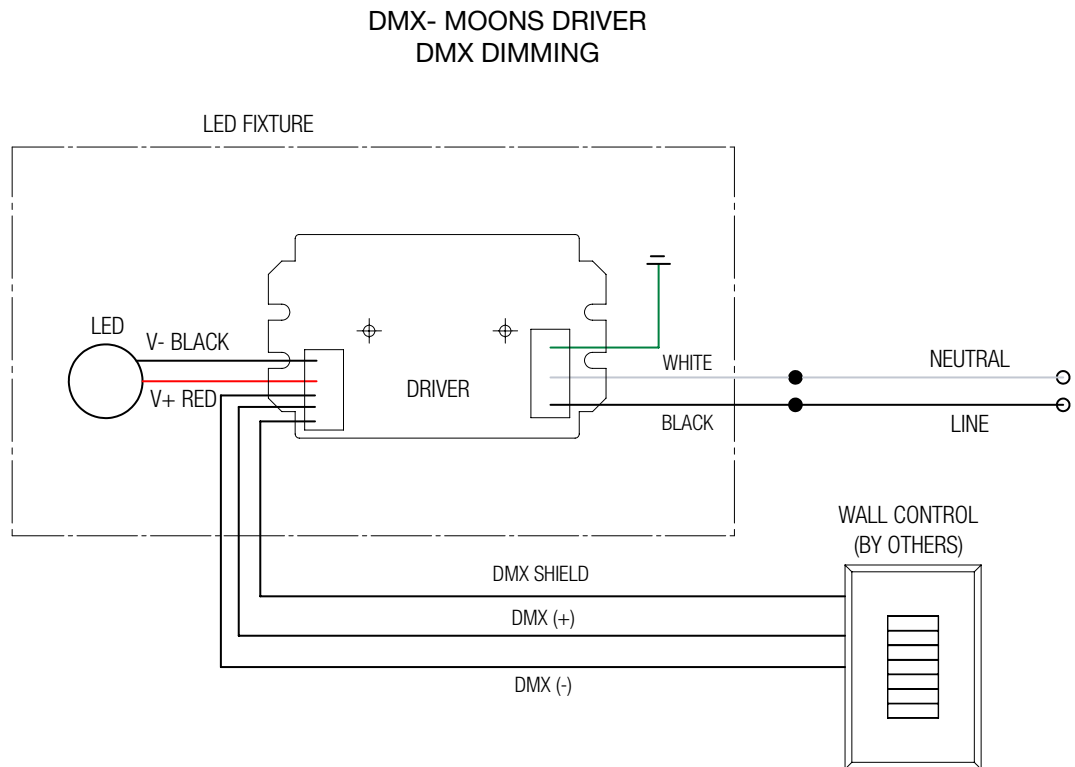 DMX- MOONS DRIVER
DMX DIMMING
LED FIXTURE
LED
V- BLACK
V+ RED
DRIVER
WHITE
BLACK
NEUTRAL
LINE
WALL CONTROL
(BY OTHERS)
DMX SHIELD
DMX (+)
DMX (-)